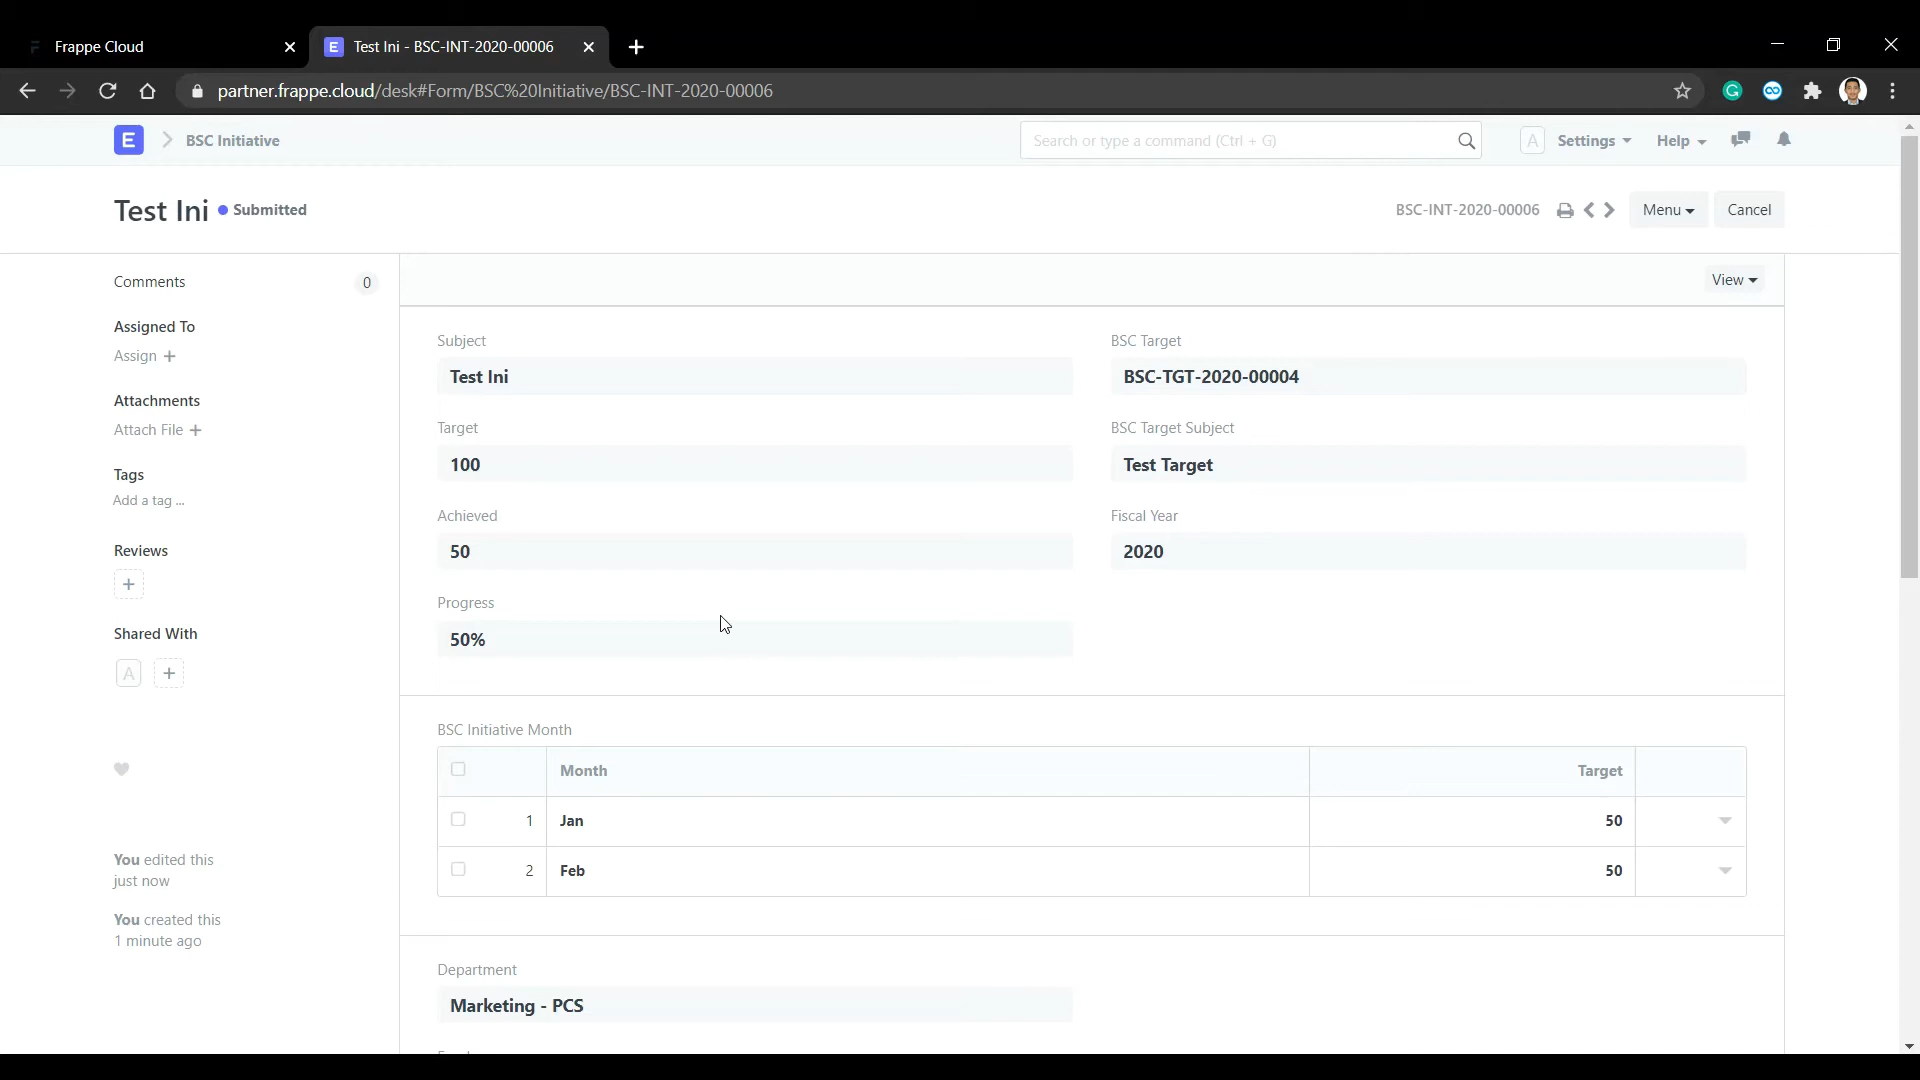 Frappe Cloud
E Test Ini - BSC-INT-2020-00006
partner.frappe.cloud/desk#Form/BSC%20Initiative/BSC-INT-2020-00006
E BSC Initiative
Search or type a command (Ctrl + G)
A Settings Help
Test Ini Submitted
BSC-INT-2020-00006
Menu Cancel
Comments 0
View
Assigned To
Assign +
Attachments
Attach File +
Tags
Add a tag ...
Reviews
+
Shared With
A +
You edited this
just now
You created this
1 minute ago
Subject
Test Ini
Target
100
Achieved
50
Progress
50%
BSC Target
BSC-TGT-2020-00004
BSC Target Subject
Test Target
Fiscal Year
2020
BSC Initiative Month
Month Target
1 Jan 50
2 Feb 50
Department
Marketing - PCS